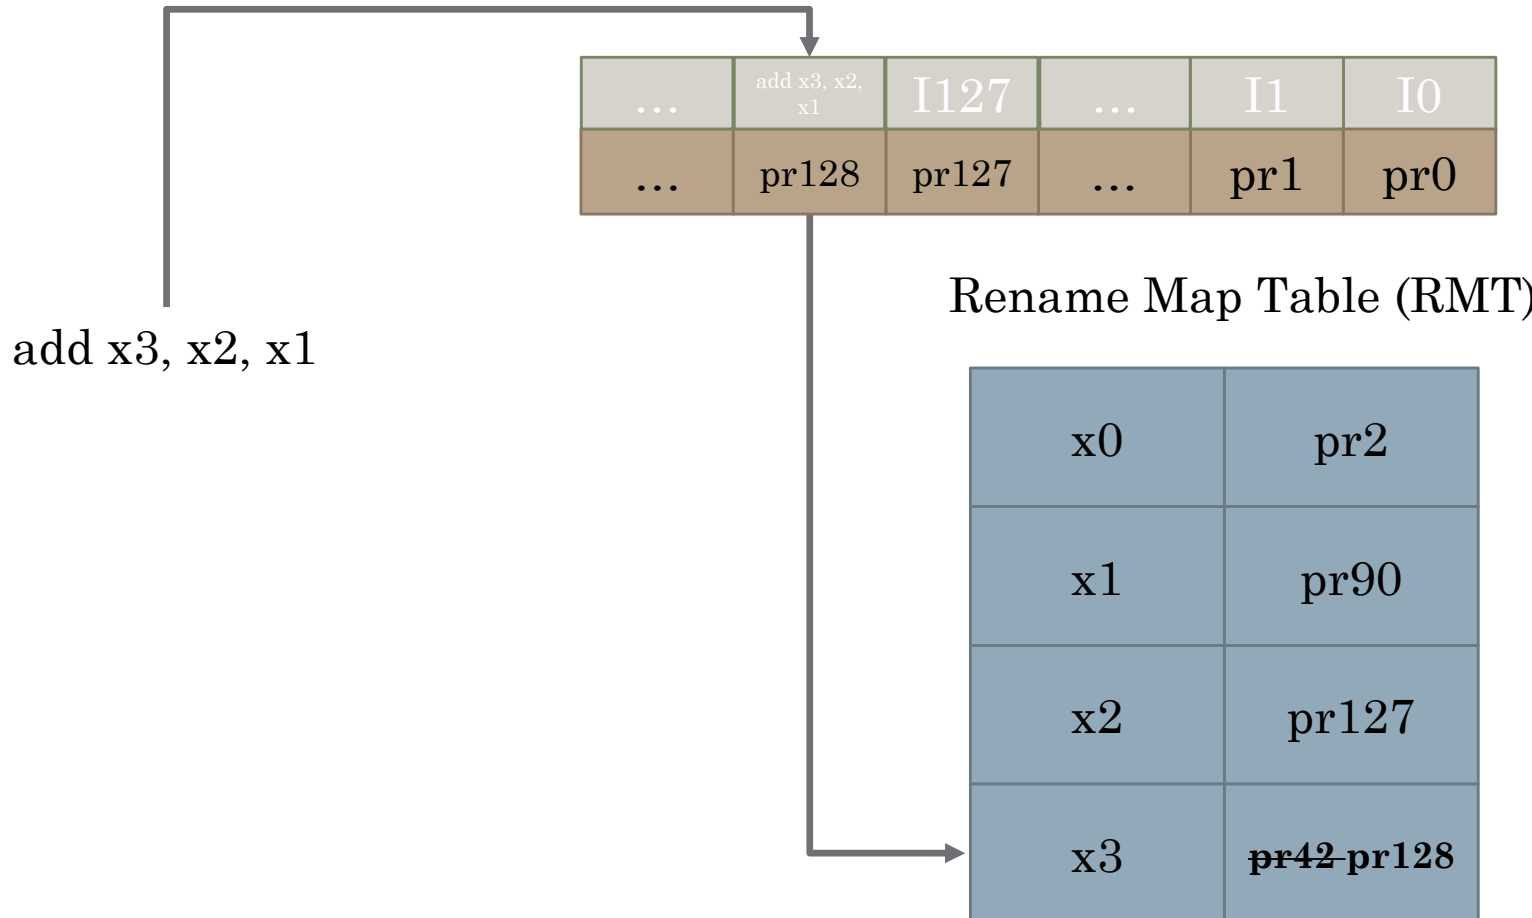 ... add x3, x2, I127 ... I1 I0
x1
... pr128 pr127 ... pr1 pr0
Rename Map Table (RMT)
add x3, x2, x1
x0 pr2
x1 pr90
x2 pr127
x3 pr42 pr128